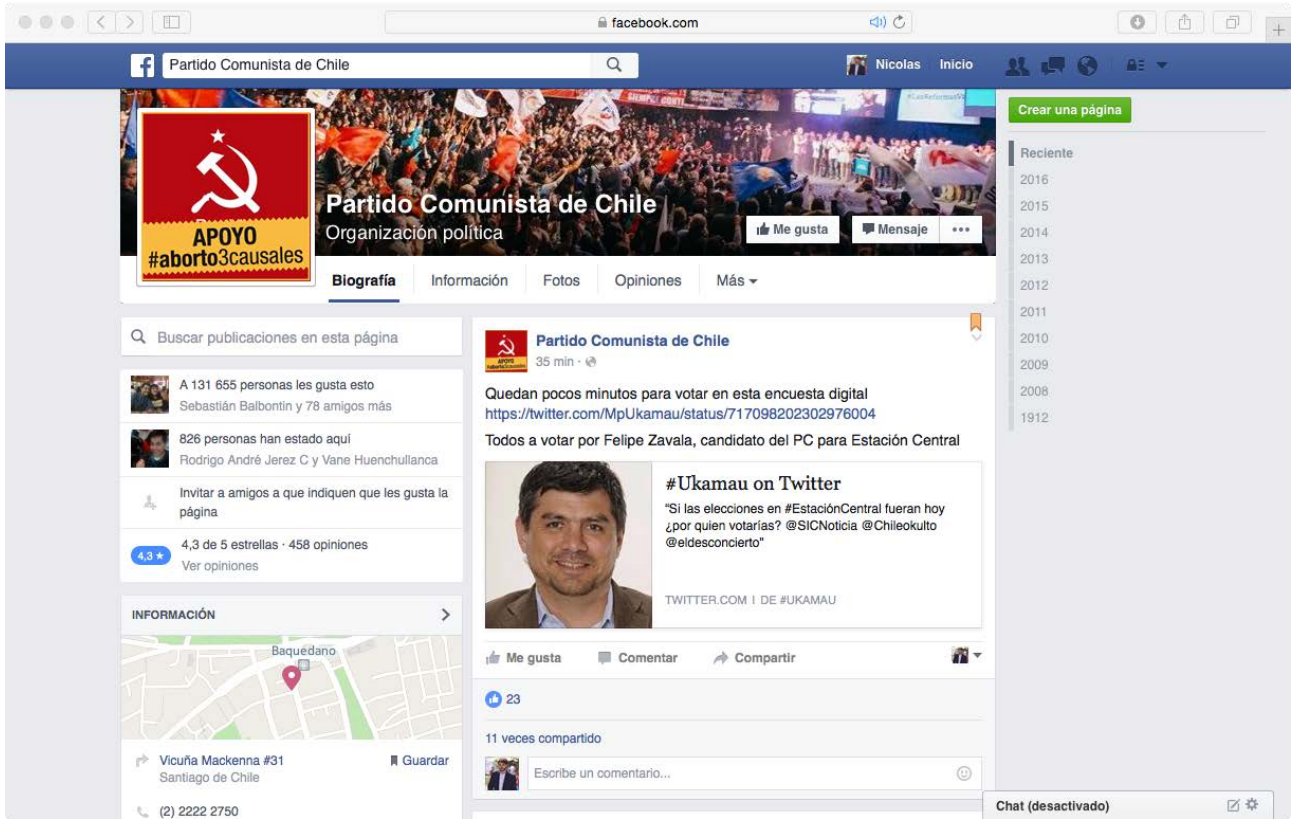 facebook.com
Partido Comunista de Chile
Nicolas Inicio
Partido Comunista de Chile
Organización política
Me gusta
Mensaje
APOYO
#aborto3causales
Biografía Información Fotos Opiniones Más
Crear una página
Reciente
2016
2015
2014
2013
2012
2011
2010
2009
2008
1912
Buscar publicaciones en esta página
A 131 655 personas les gusta esto
Sebastián Balbontin y 78 amigos más
826 personas han estado aquí
Rodrigo André Jerez C y Vane Huenchullanca
Invitar a amigos a que indiquen que les gusta la
página
4,3 ★
4,3 de 5 estrellas · 458 opiniones
Ver opiniones
INFORMACIÓN
Baquedano
Vicuña Mackenna #31
Guardar
Santiago de Chile
(2) 2222 2750
Partido Comunista de Chile
35 min ·
APOYO
Quedan pocos minutos para votar en esta encuesta digital
https://twitter.com/MpUkamau/status/717098202302976004
Todos a votar por Felipe Zavala, candidato del PC para Estación Central
#Ukamau on Twitter
"Si las elecciones en #EstaciónCentral fueran hoy
¿por quien votarías? @SICNoticia @Chileokulto
@eldesconcierto"
TWITTER.COM | DE #UKAMAU
Me gusta Comentar Compartir
23
11 veces compartido
Escribe un comentario...
Chat (desactivado)